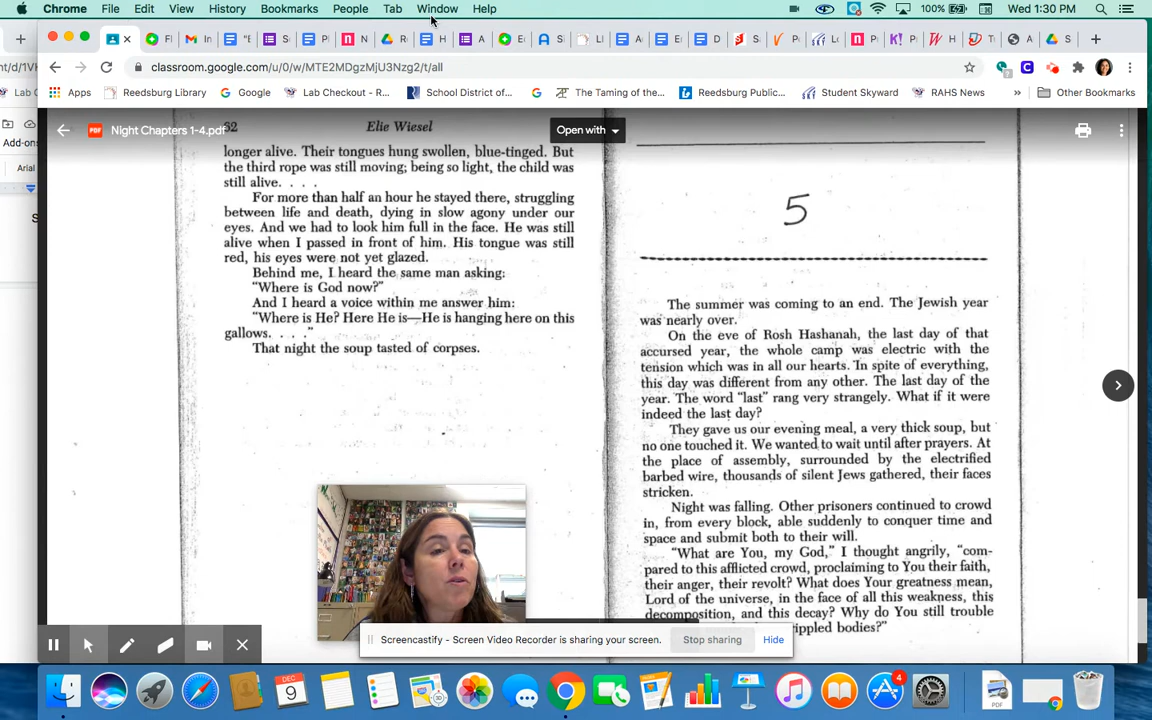 Chrome File Edit View History Bookmarks People Tab Window Help 100% Wed 1:30 PM
classroom.google.com/u/0/w/MTE2MDgzMjU3Nzg2/t/all
Apps Reedsburg Library Google Lab Checkout - R... School District of... The Taming of the... Reedsburg Public... Student Skyward RAHS News » Other Bookmarks
Night Chapters 1-4.pdf
Open with
Add-ons
Arial
52 Elie Wiesel
longer alive. Their tongues hung swollen, blue-tinged. But
the third rope was still moving; being so light, the child was
still alive. . . .
For more than half an hour he stayed there, struggling
between life and death, dying in slow agony under our
eyes. And we had to look him full in the face. He was still
alive when I passed in front of him. His tongue was still
red, his eyes were not yet glazed.
Behind me, I heard the same man asking:
"Where is God now?"
And I heard a voice within me answer him:
"Where is He? Here He is—He is hanging here on this
gallows. . . ."
That night the soup tasted of corpses.
5
The summer was coming to an end. The Jewish year
was nearly over.
On the eve of Rosh Hashanah, the last day of that
accursed year, the whole camp was electric with the
tension which was in all our hearts. In spite of everything,
this day was different from any other. The last day of the
year. The word "last" rang very strangely. What if it were
indeed the last day?
They gave us our evening meal, a very thick soup, but
no one touched it. We wanted to wait until after prayers. At
the place of assembly, surrounded by the electrified
barbed wire, thousands of silent Jews gathered, their faces
stricken.
Night was falling. Other prisoners continued to crowd
in, from every block, able suddenly to conquer time and
space and submit both to their will.
"What are You, my God," I thought angrily, "com-
pared to this afflicted crowd, proclaiming to You their faith,
their anger, their revolt? What does Your greatness mean,
Lord of the universe, in the face of all this weakness, this
decomposition, and this decay? Why do You still trouble
rippled bodies?"
Screencastify - Screen Video Recorder is sharing your screen. Stop sharing Hide
DEC 9
4
PDF